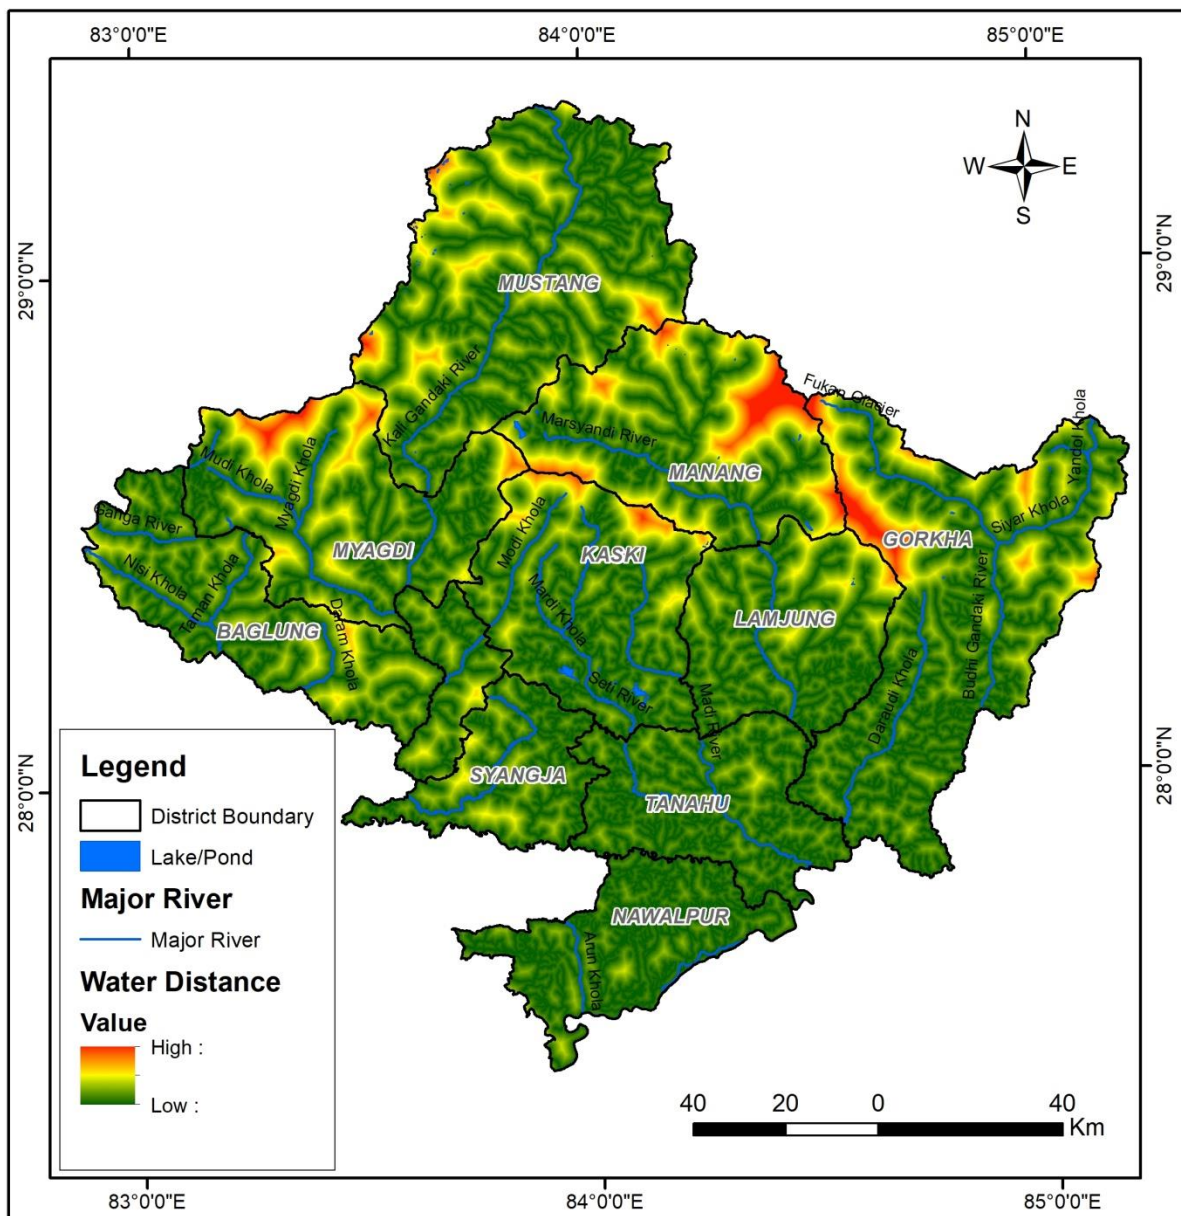 83°0'0"E 84°0'0"E 85°0'0"E
N
W E
S
29°0'0"N
29°0'0"N
MUSTANG
Kali Gandaki River
Fukan Glasier
Marsyandi River
Yandol Khola
Mudi Khola
Myagdi Khola
MANANG
Siyar Khola
Ganga River
Modi Khola
GORKHA
MYAGDI
KASKI
Nisi Khola
Taman Khola
Mardi Khola
LAMJUNG
Budhi Gandaki River
BAGLUNG
Daram Khola
Daraudi Khola
Seti River
Madi River
28°0'0"N
28°0'0"N
SYANGJA
TANAHU
NAWALPUR
Arun Khola
Legend
District Boundary
Lake/Pond
Major River
Major River
Water Distance
Value
High :
Low :
40 20 0 40
Km
83°0'0"E 84°0'0"E 85°0'0"E